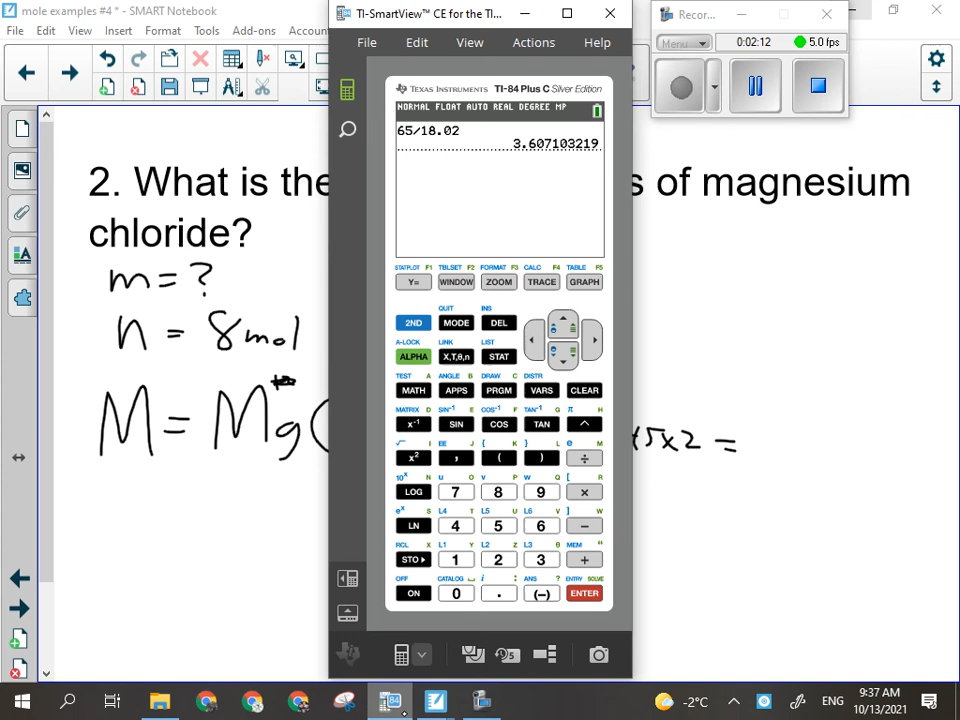 mole examples #4 * - SMART Notebook
TI-SmartView™ CE for the TI...
Recor...
File Edit View Insert Format Tools Add-ons Accoun
File Edit View Actions Help
Menu
0:02:12
5.0 fps
TEXAS INSTRUMENTS TI-84 Plus C Silver Edition
NORMAL FLOAT AUTO REAL DEGREE MP
65/18.02
3.607103219
2. What is the s of magnesium
chloride?
m = ?
n = 8mol
M = Mg( 45x2 =
STATPLOT F1 TBLSET F2 FORMAT F3 CALC F4 TABLE F5
Y= WINDOW ZOOM TRACE GRAPH
QUIT INS
2ND MODE DEL
A-LOCK LINK LIST
ALPHA X,T,θ,n STAT
TEST A ANGLE B DRAW C DISTR
MATH APPS PRGM VARS CLEAR
MATRIX D SIN⁻¹ E COS⁻¹ F TAN⁻¹ G π H
x⁻¹ SIN COS TAN ^
√ I EE J { K } L e M
x² , ( ) ÷
10ˣ N u O v P w Q [ R
LOG 7 8 9 ×
eˣ S L4 T L5 U L6 V ] W
LN 4 5 6 −
RCL X L1 Y L2 Z L3 θ MEM "
STO▸ 1 2 3 +
OFF CATALOG i : ANS ? ENTRY SOLVE
ON 0 . (−) ENTER
-2°C
ENG
9:37 AM
10/13/2021